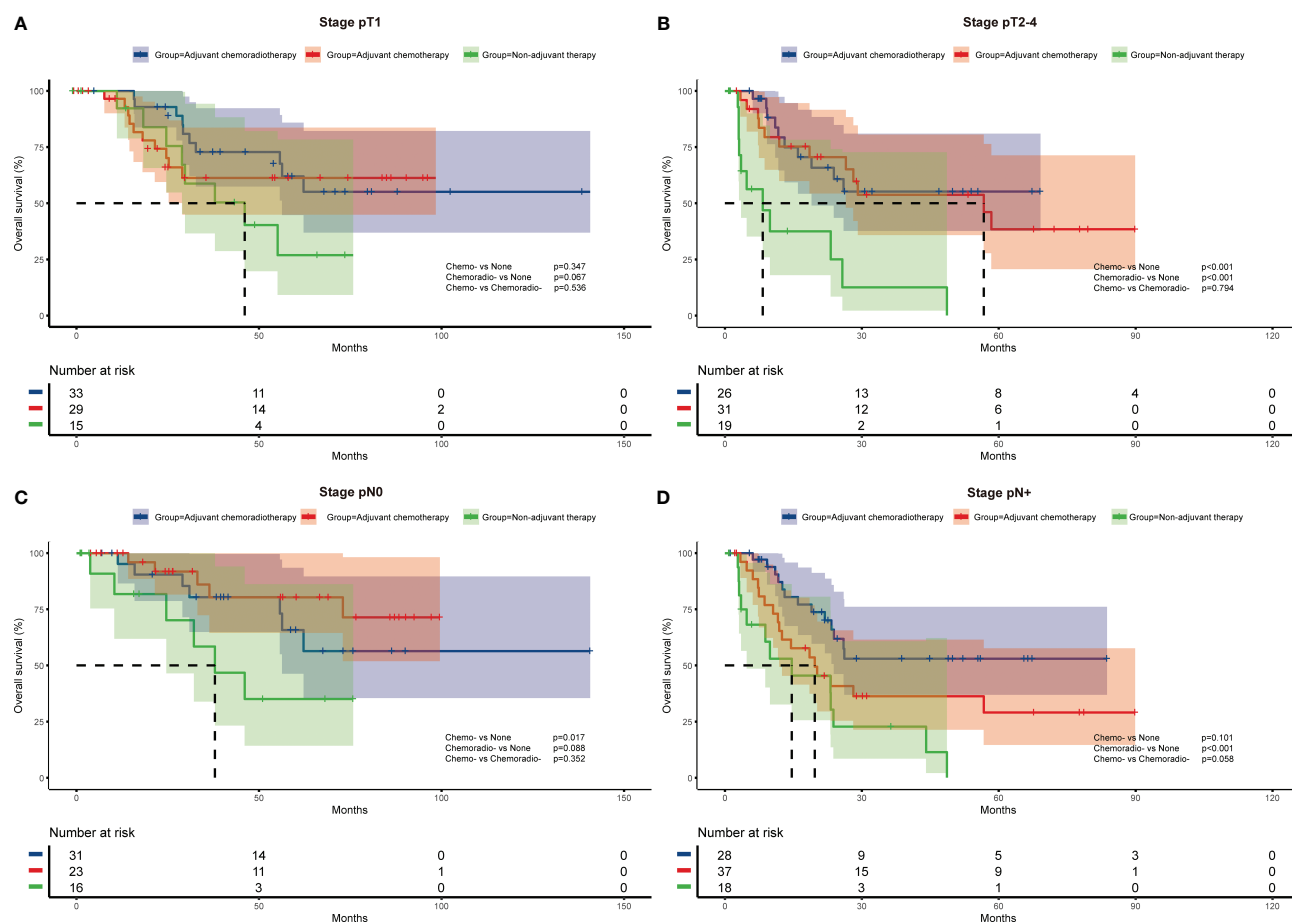 A
Stage pT1
Group=Adjuvant chemoradiotherapy Group=Adjuvant chemotherapy Group=Non-adjuvant therapy
100
75
50
25
0
Overall survival (%)
Chemo- vs None p=0.347
Chemoradio- vs None p=0.067
Chemo- vs Chemoradio- p=0.536
0 50 100 150
Months
Number at risk
33 11 0 0
29 14 2 0
15 4 0 0
0 50 100 150
Months
B
Stage pT2-4
Group=Adjuvant chemoradiotherapy Group=Adjuvant chemotherapy Group=Non-adjuvant therapy
100
75
50
25
0
Overall survival (%)
Chemo- vs None p<0.001
Chemoradio- vs None p<0.001
Chemo- vs Chemoradio- p=0.794
0 30 60 90 120
Months
Number at risk
26 13 8 4 0
31 12 6 0 0
19 2 1 0 0
0 30 60 90 120
Months
C
Stage pN0
Group=Adjuvant chemoradiotherapy Group=Adjuvant chemotherapy Group=Non-adjuvant therapy
100
75
50
25
0
Overall survival (%)
Chemo- vs None p=0.017
Chemoradio- vs None p=0.088
Chemo- vs Chemoradio- p=0.352
0 50 100 150
Months
Number at risk
31 14 0 0
23 11 1 0
16 3 0 0
0 50 100 150
Months
D
Stage pN+
Group=Adjuvant chemoradiotherapy Group=Adjuvant chemotherapy Group=Non-adjuvant therapy
100
75
50
25
0
Overall survival (%)
Chemo- vs None p=0.101
Chemoradio- vs None p<0.001
Chemo- vs Chemoradio- p=0.058
0 30 60 90 120
Months
Number at risk
28 9 5 3 0
37 15 9 1 0
18 3 1 0 0
0 30 60 90 120
Months